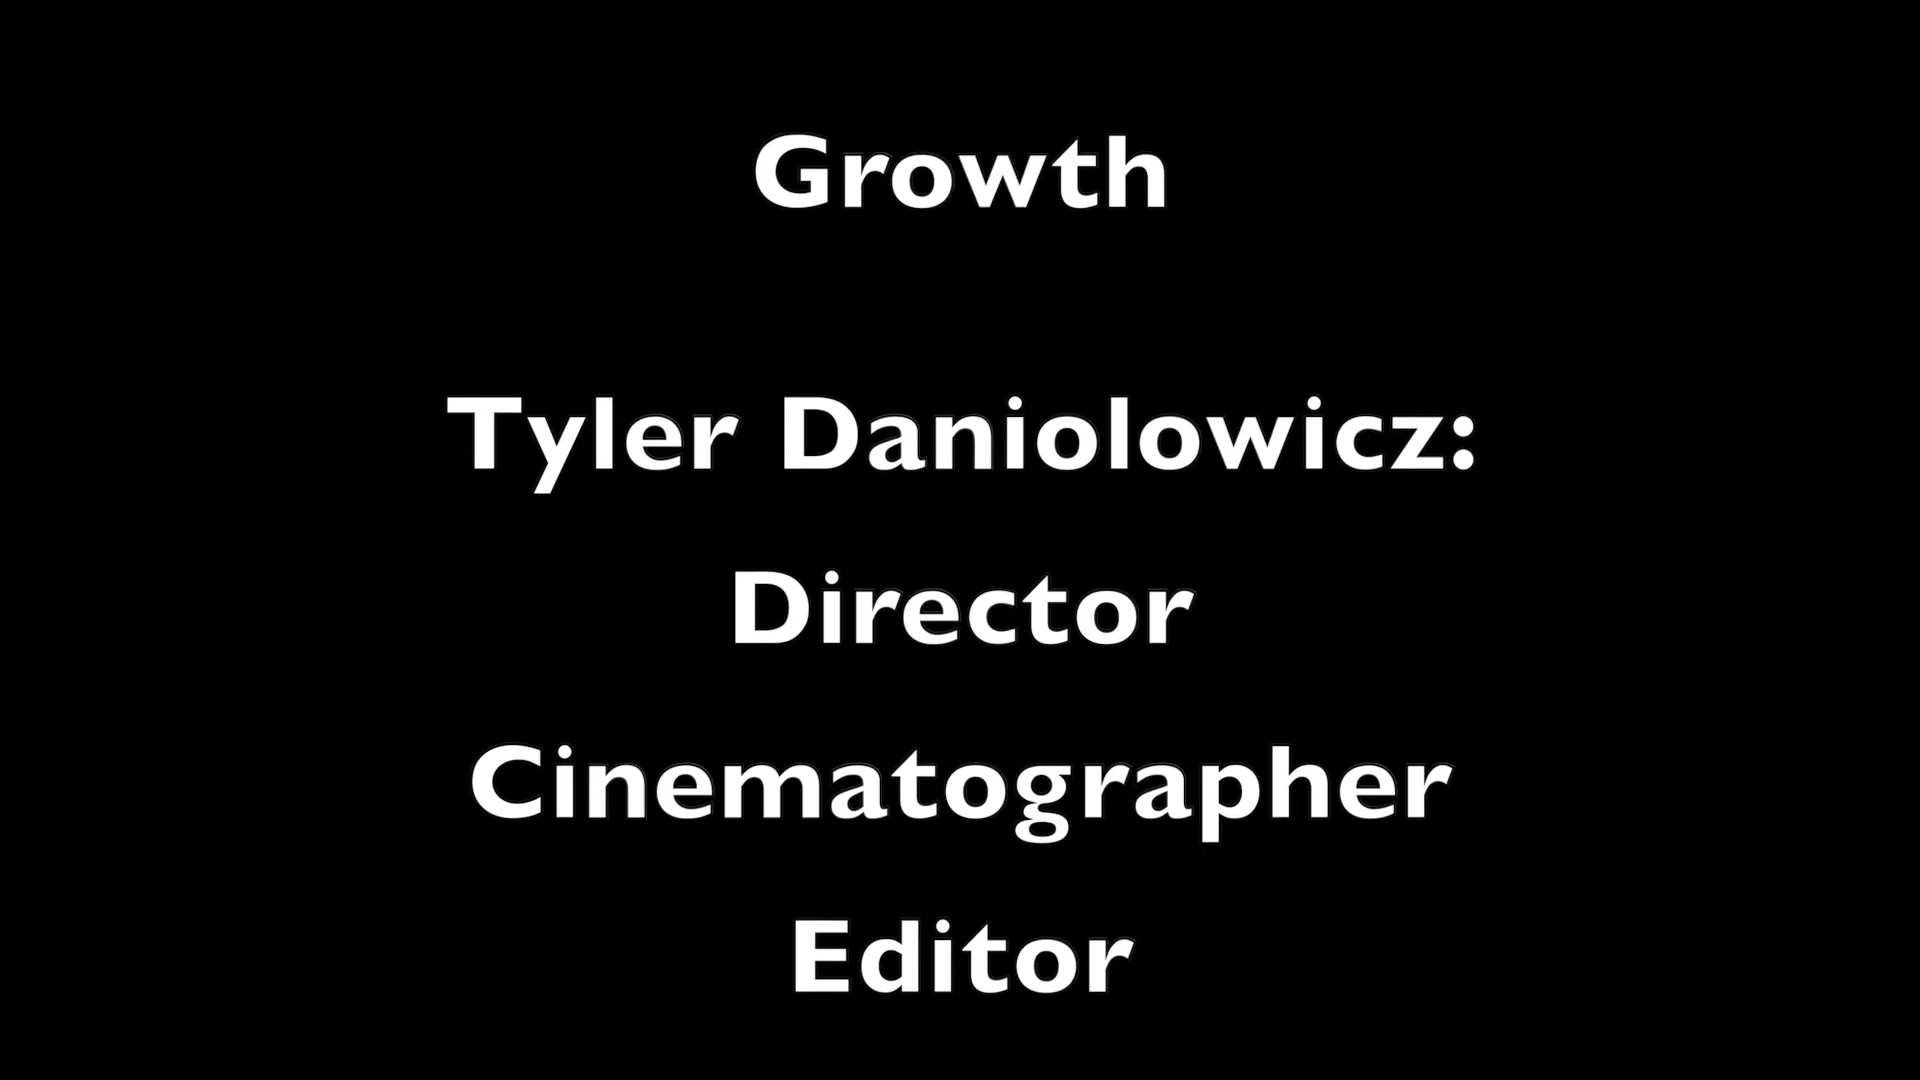 Growth
Tyler Daniolowicz:
Director
Cinematographer
Editor